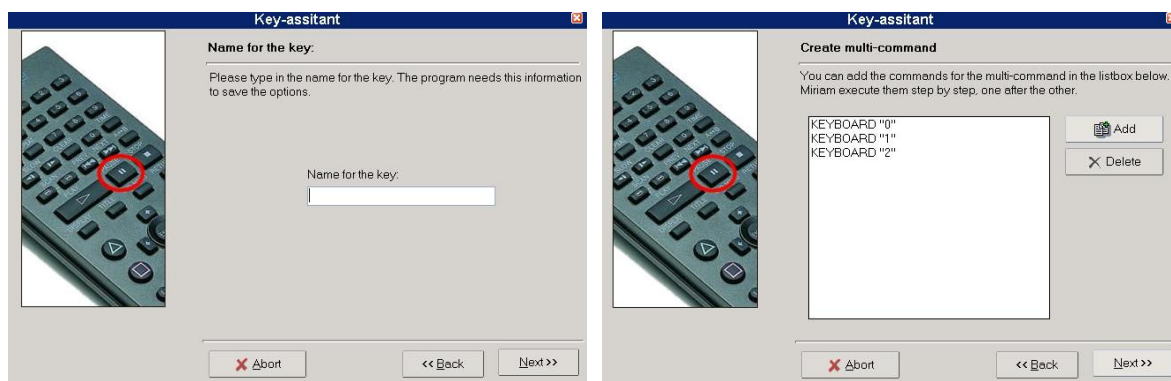 Key-assitant
Name for the key:
Please type in the name for the key. The program needs this information
to save the options.
Name for the key:
Abort
<< Back
Next >>
Key-assitant
Create multi-command
You can add the commands for the multi-command in the listbox below.
Miriam execute them step by step, one after the other.
KEYBOARD "0"
KEYBOARD "1"
KEYBOARD "2"
Add
Delete
Abort
<< Back
Next >>